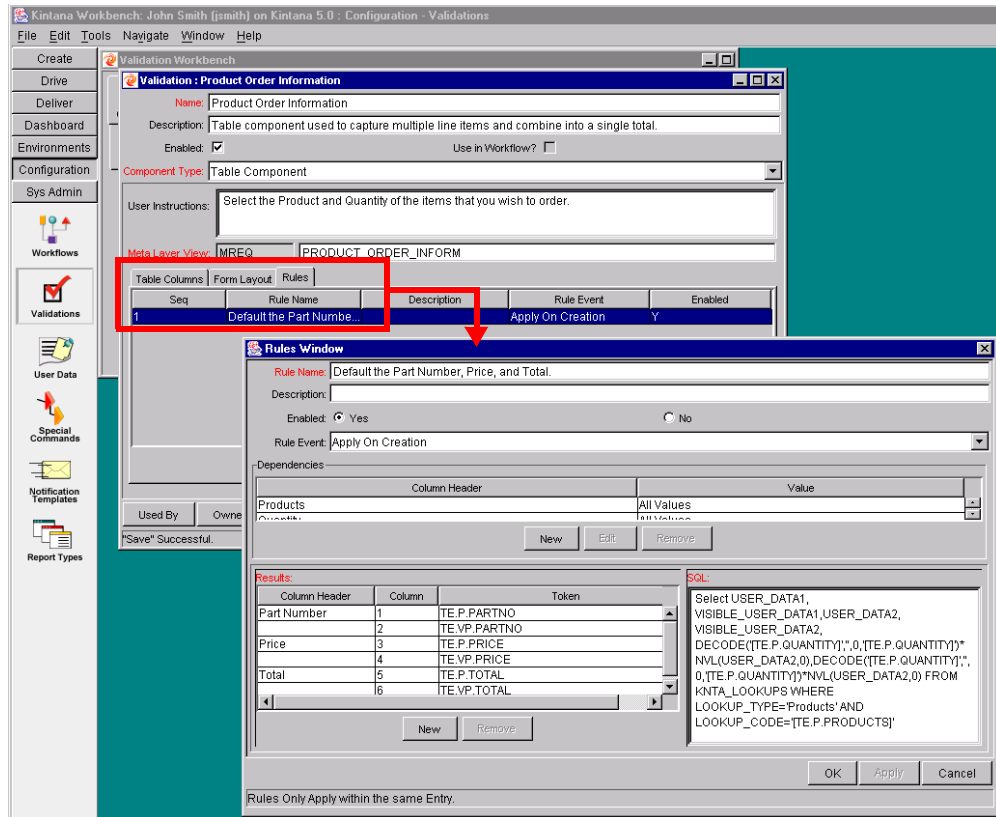 Kintana Workbench: John Smith (jsmith) on Kintana 5.0 : Configuration - Validations
File Edit Tools Navigate Window Help
Create
Drive
Deliver
Dashboard
Environments
Configuration
Sys Admin
Workflows
Validations
User Data
Special
Commands
Notification
Templates
Report Types
Validation Workbench
Validation : Product Order Information
Name: Product Order Information
Description: Table component used to capture multiple line items and combine into a single total.
Enabled: Use in Workflow?
Component Type: Table Component
User Instructions: Select the Product and Quantity of the items that you wish to order.
Meta Layer View: MREQ PRODUCT_ORDER_INFORM
Table Columns Form Layout Rules
Seq Rule Name Description Rule Event Enabled
1 Default the Part Numbe... Apply On Creation Y
Used By
"Save" Successful.
Rules Window
Rule Name: Default the Part Number, Price, and Total.
Description:
Enabled: Yes No
Rule Event: Apply On Creation
Dependencies
Column Header Value
Products All Values
Quantity All Values
New Edit Remove
Results:
Column Header Column Token
Part Number 1 TE.P.PARTNO
2 TE.VP.PARTNO
Price 3 TE.P.PRICE
4 TE.VP.PRICE
Total 5 TE.P.TOTAL
6 TE.VP.TOTAL
New Remove
SQL:
Select USER_DATA1,
VISIBLE_USER_DATA1,USER_DATA2,
VISIBLE_USER_DATA2,
DECODE('[TE.P.QUANTITY]','',0,'[TE.P.QUANTITY]')*
NVL(USER_DATA2,0),DECODE('[TE.P.QUANTITY]','',
0,'[TE.P.QUANTITY]')*NVL(USER_DATA2,0) FROM
KNTA_LOOKUPS WHERE
LOOKUP_TYPE='Products' AND
LOOKUP_CODE='[TE.P.PRODUCTS]'
OK Apply Cancel
Rules Only Apply within the same Entry.